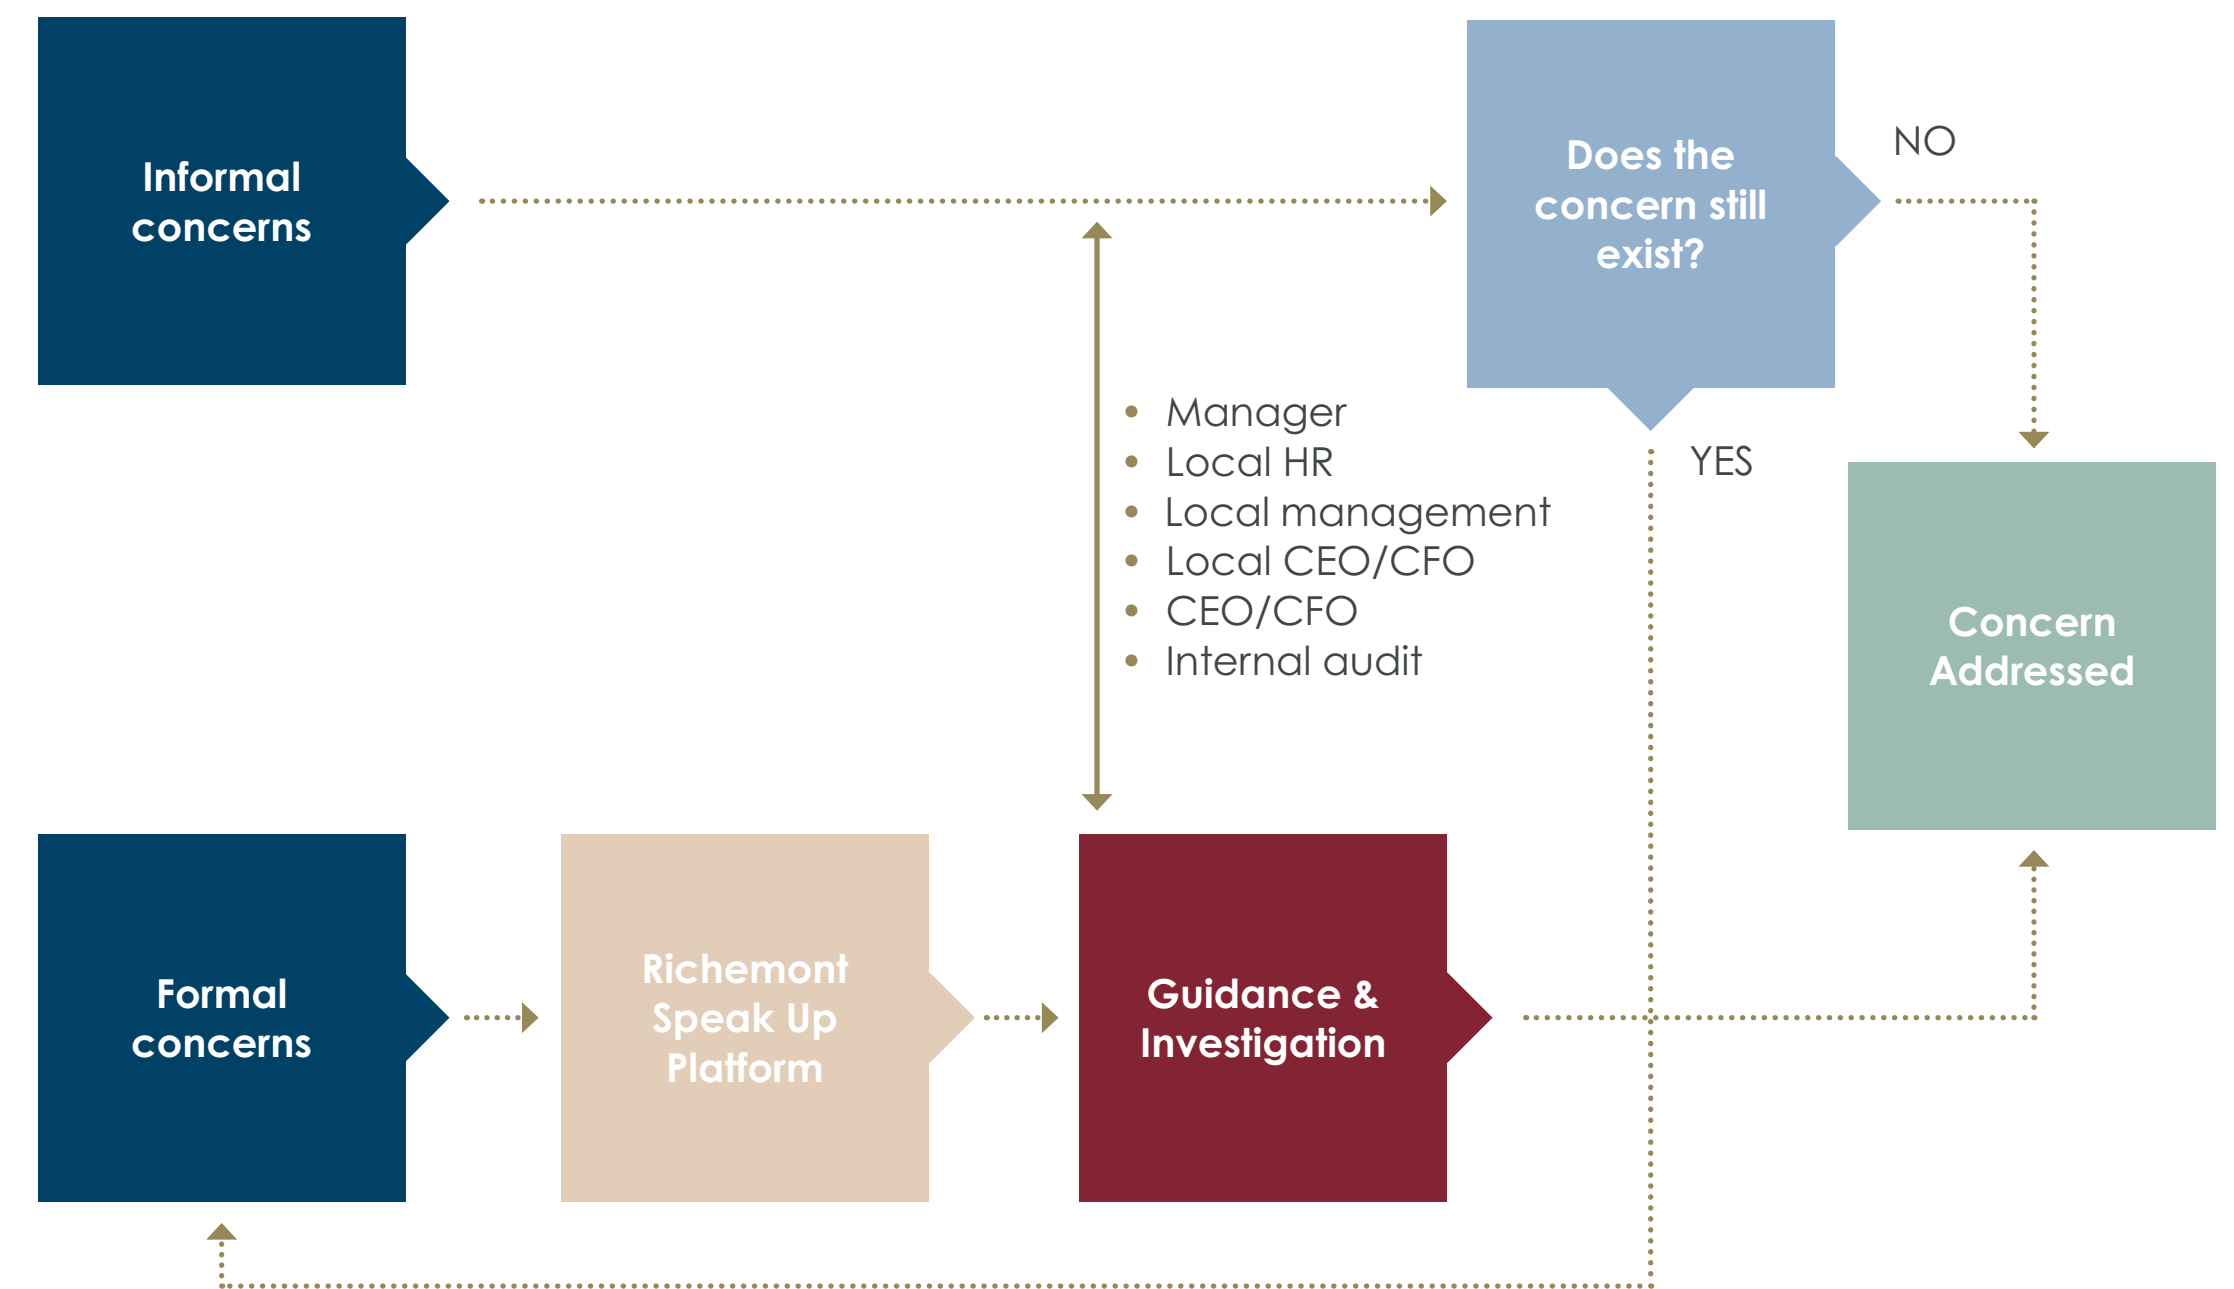 Informal
concerns
Does the
concern still
exist?
NO
YES
• Manager
• Local HR
• Local management
• Local CEO/CFO
• CEO/CFO
• Internal audit
Concern
Addressed
Formal
concerns
Richemont
Speak Up
Platform
Guidance &
Investigation